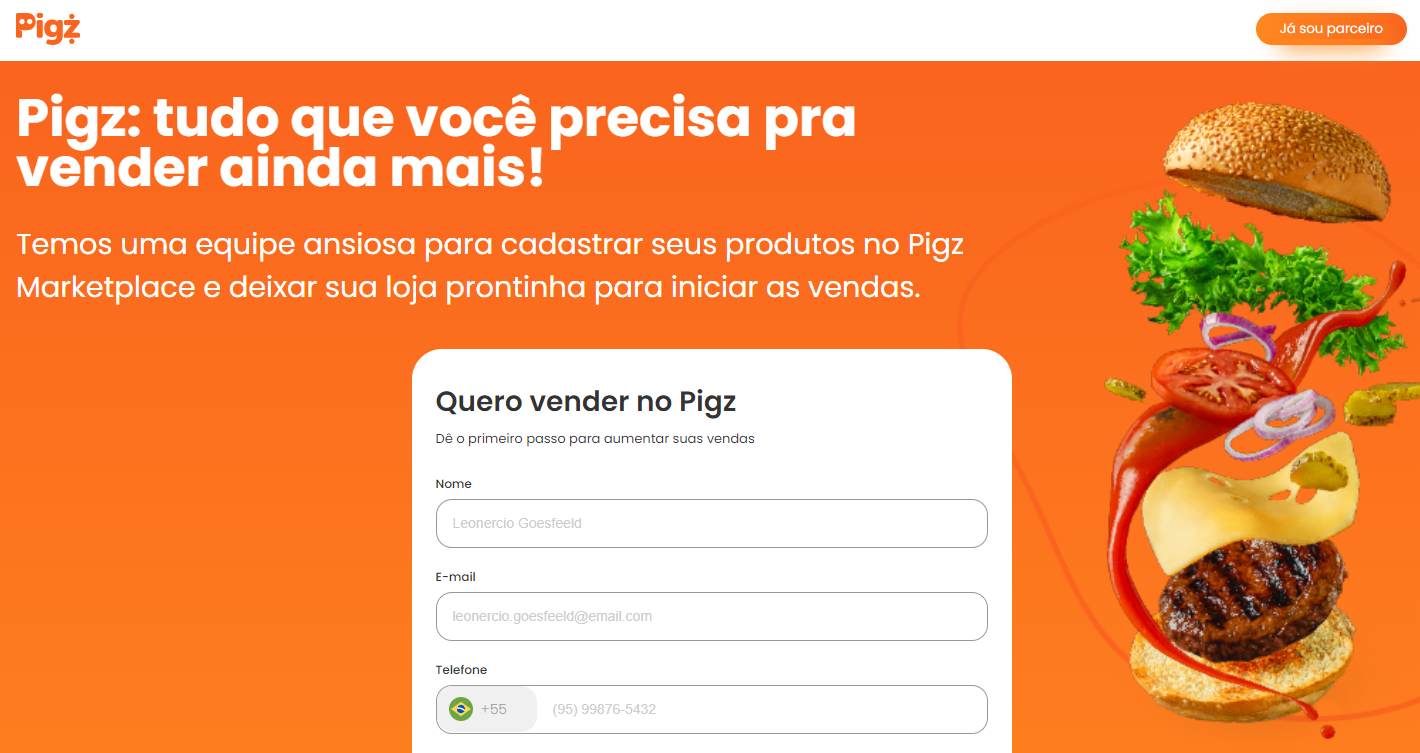 Pigz
Já sou parceiro
Pigz: tudo que você precisa pra
vender ainda mais!
Temos uma equipe ansiosa para cadastrar seus produtos no Pigz
Marketplace e deixar sua loja prontinha para iniciar as vendas.
Quero vender no Pigz
Dê o primeiro passo para aumentar suas vendas
Nome
Leonercio Goesfeeld
E-mail
leonercio.goesfeeld@email.com
Telefone
+55 (95) 99876-5432